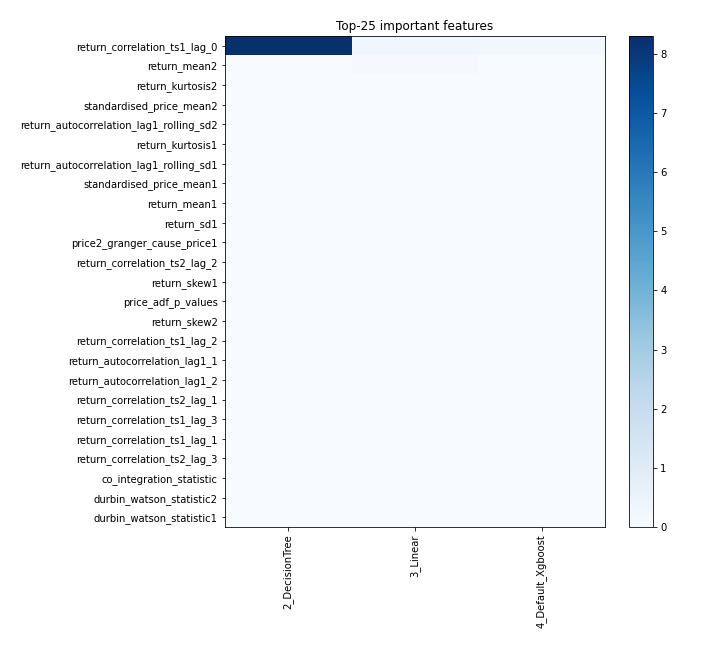 Top-25 important features
return_correlation_ts1_lag_0
return_mean2
return_kurtosis2
standardised_price_mean2
return_autocorrelation_lag1_rolling_sd2
return_kurtosis1
return_autocorrelation_lag1_rolling_sd1
standardised_price_mean1
return_mean1
return_sd1
price2_granger_cause_price1
return_correlation_ts2_lag_2
return_skew1
price_adf_p_values
return_skew2
return_correlation_ts1_lag_2
return_autocorrelation_lag1_1
return_autocorrelation_lag1_2
return_correlation_ts2_lag_1
return_correlation_ts1_lag_3
return_correlation_ts1_lag_1
return_correlation_ts2_lag_3
co_integration_statistic
durbin_watson_statistic2
durbin_watson_statistic1
2_DecisionTree
3_Linear
4_Default_Xgboost
8
7
6
5
4
3
2
1
0